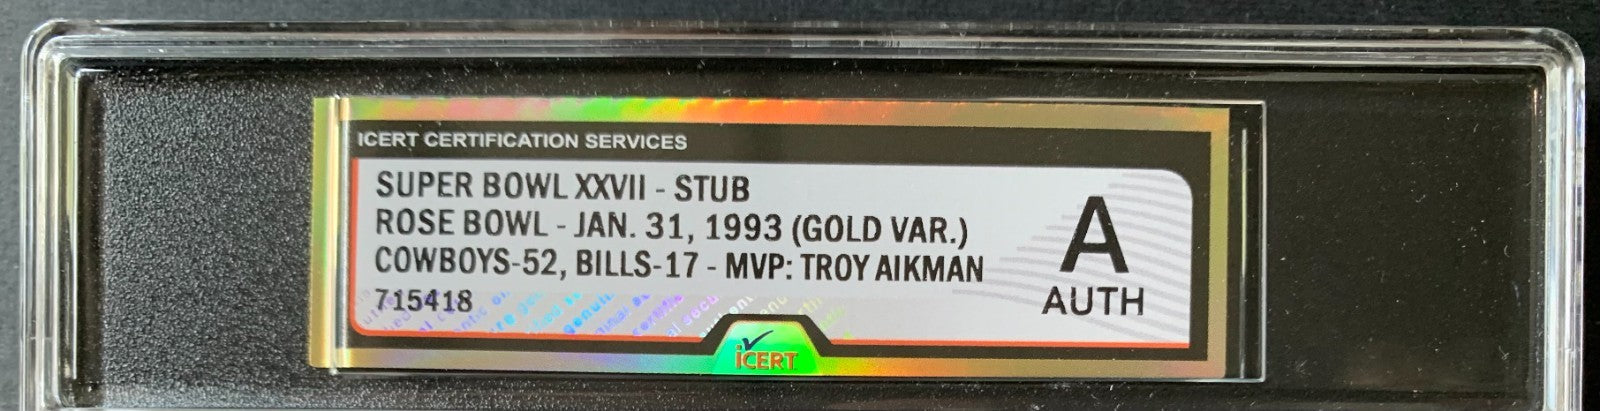 ICERT CERTIFICATION SERVICES
SUPER BOWL XXVII - STUB
ROSE BOWL - JAN. 31, 1993 (GOLD VAR.)
COWBOYS-52, BILLS-17 - MVP: TROY AIKMAN
715418
A
AUTH
iCERT